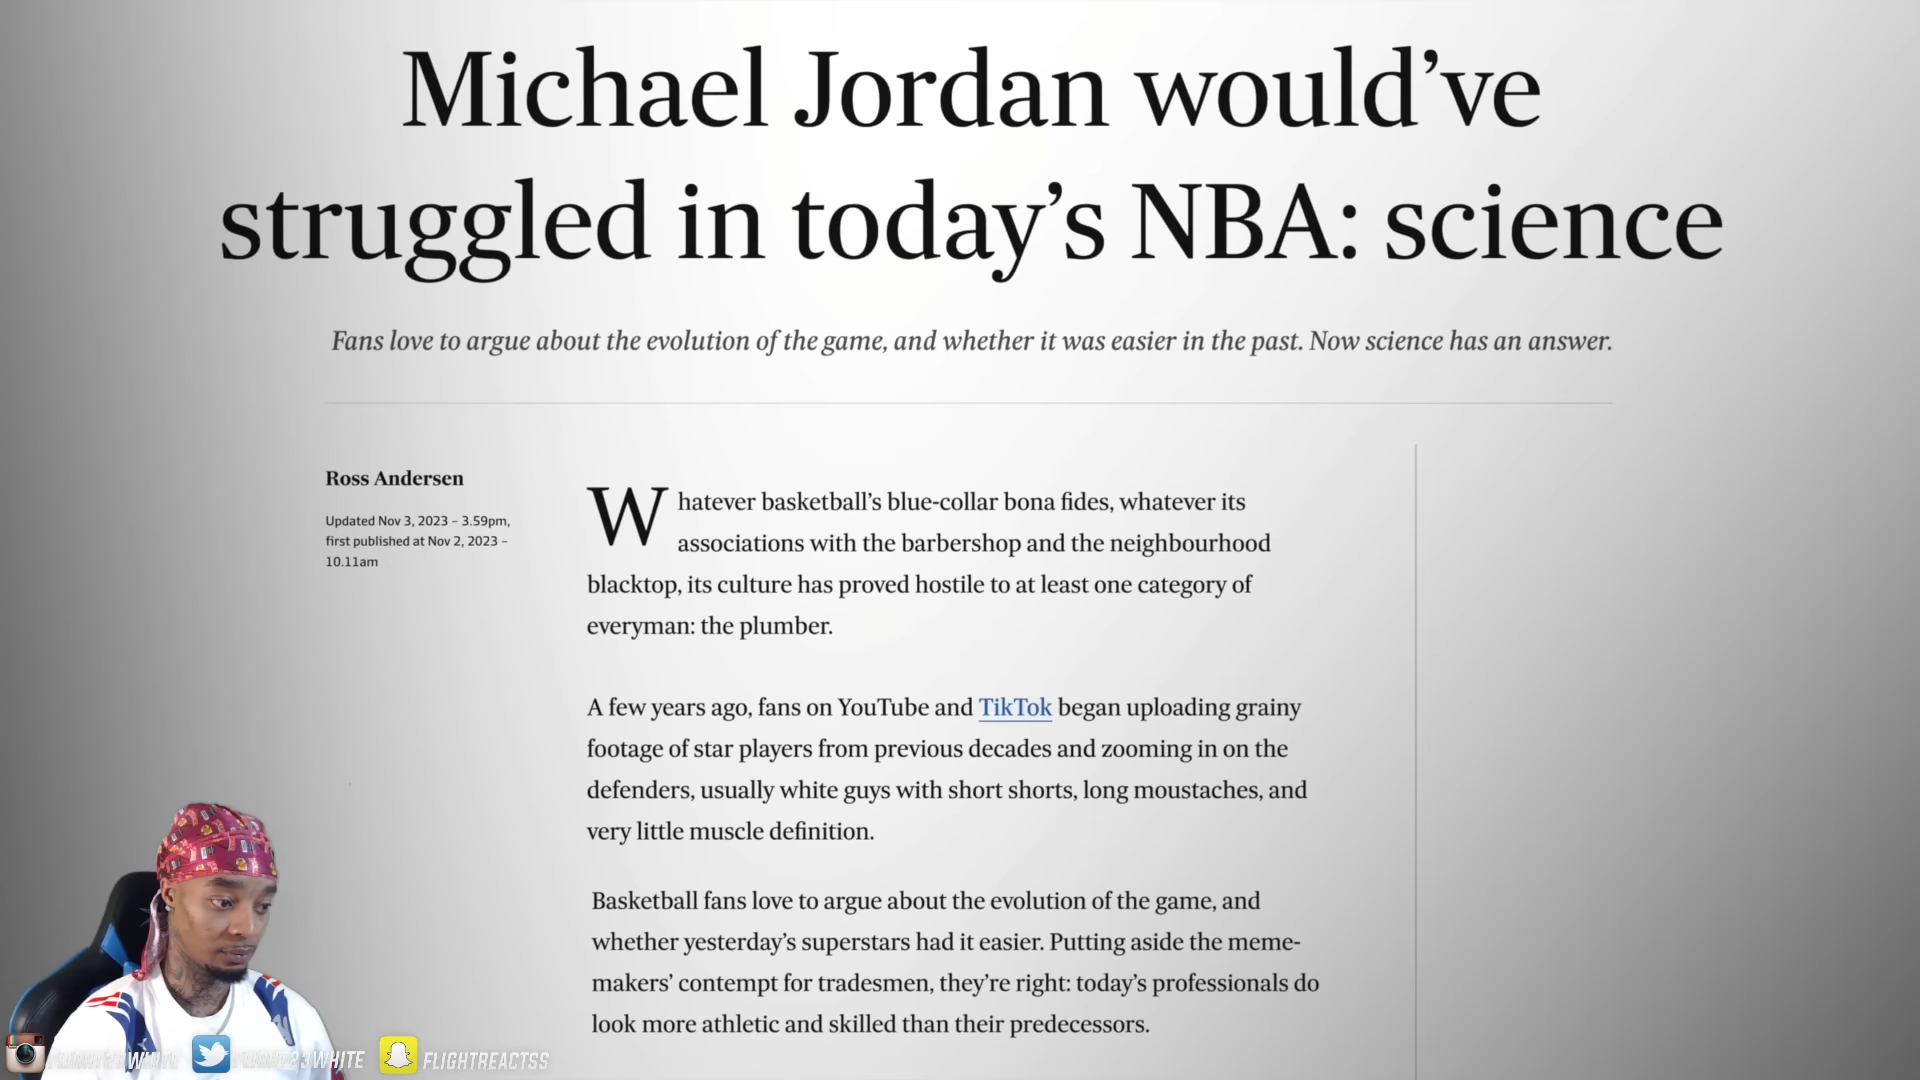 Michael Jordan would’ve
struggled in today’s NBA: science
Fans love to argue about the evolution of the game, and whether it was easier in the past. Now science has an answer.
Ross Andersen
Updated Nov 3, 2023 – 3.59pm,
first published at Nov 2, 2023 –
10.11am
Whatever basketball’s blue-collar bona fides, whatever its
associations with the barbershop and the neighbourhood
blacktop, its culture has proved hostile to at least one category of
everyman: the plumber.
A few years ago, fans on YouTube and TikTok began uploading grainy
footage of star players from previous decades and zooming in on the
defenders, usually white guys with short shorts, long moustaches, and
very little muscle definition.
Basketball fans love to argue about the evolution of the game, and
whether yesterday’s superstars had it easier. Putting aside the meme-
makers’ contempt for tradesmen, they’re right: today’s professionals do
look more athletic and skilled than their predecessors.
FLIGHTREACTSS